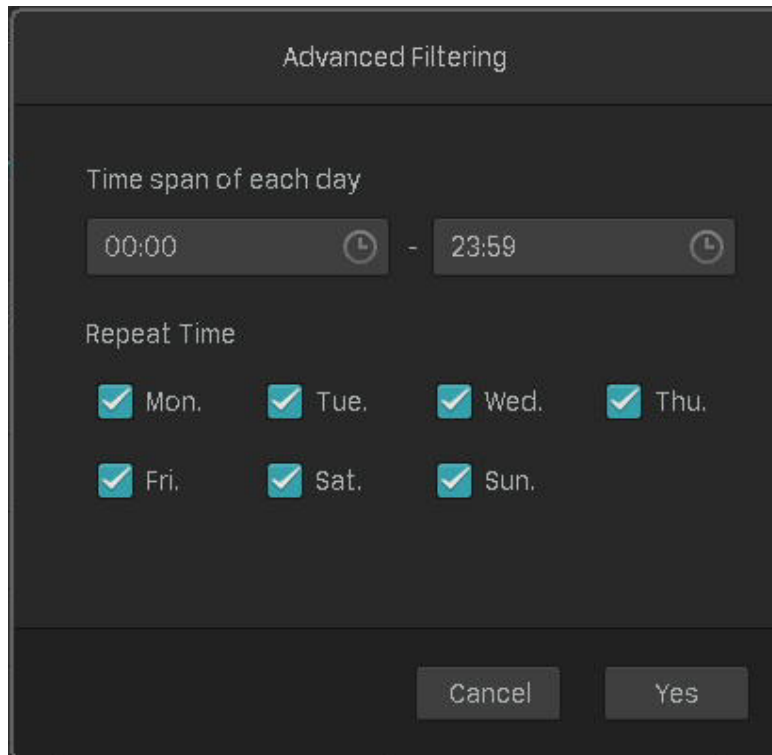 Advanced Filtering
Time span of each day
00:00 - 23:59
Repeat Time
Mon. Tue. Wed. Thu.
Fri. Sat. Sun.
Cancel Yes